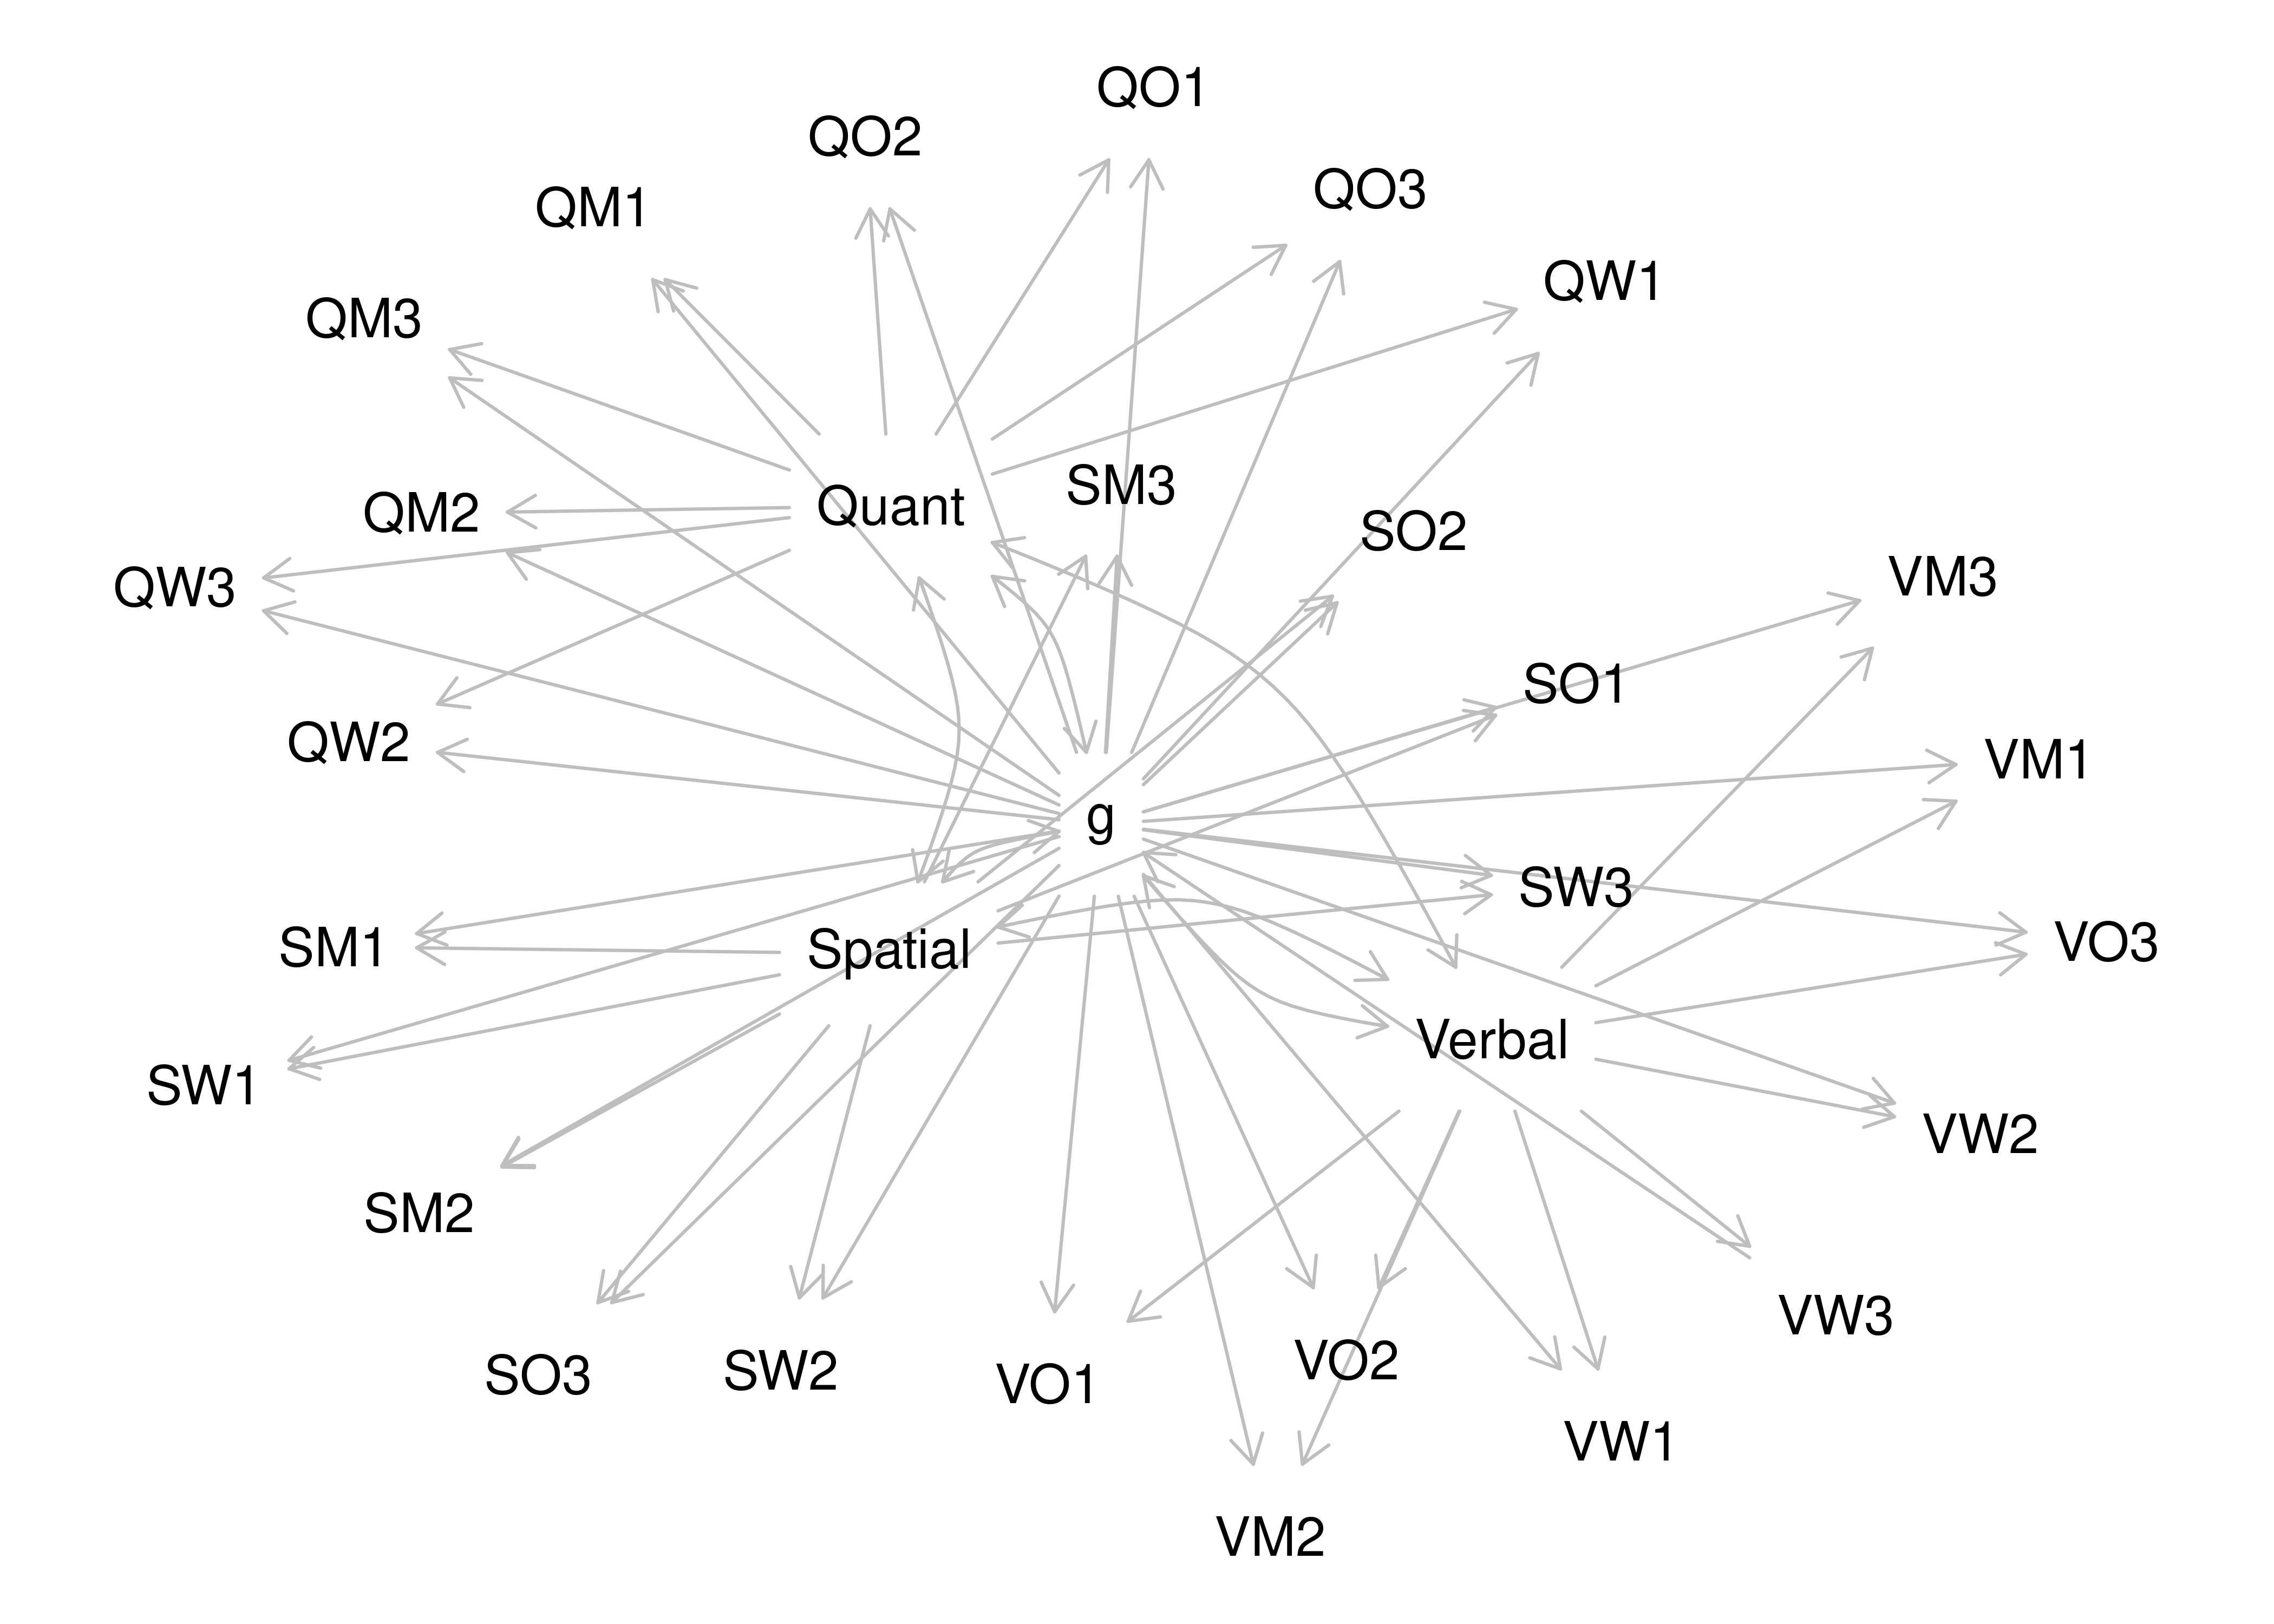 QO1
QO2
QO3
QM1
QW1
QM3
SM3
Quant
QM2
SO2
VM3
QW3
SO1
QW2
VM1
g
SW3
VO3
SM1
Spatial
Verbal
SW1
VW2
SM2
VW3
VO2
SW2
SO3
VO1
VW1
VM2